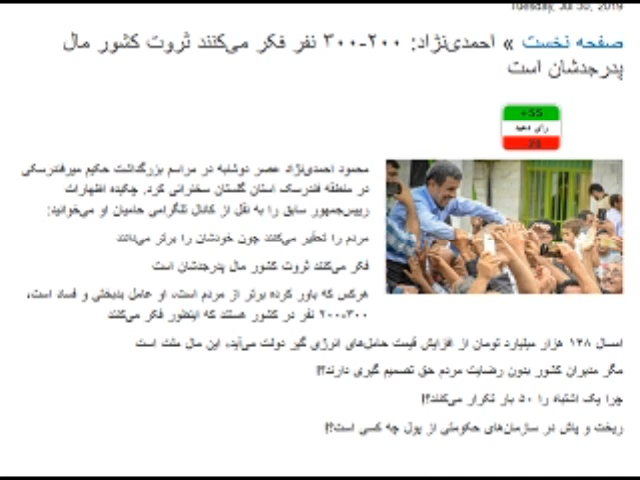 Tuesday, Jul 30, 2019
صفحه نخست » احمدی‌نژاد: ۲۰۰-۳۰۰ نفر فکر می‌کنند ثروت کشور مال
پدرجدشان است
+55
رای دهید
محمود احمدی‌نژاد عصر دوشنبه در مراسم بزرگداشت حکیم میرفندرسکی
در منطقه فندرسک استان گلستان سخنرانی کرد. چکیده اظهارات
رییس‌جمهور سابق را به نقل از کانال تلگرامی حامیان او می‌خوانید:
مردم را تحقیر می‌کنند چون خودشان را برتر می‌دانند
فکر می‌کنند ثروت کشور مال پدرجدشان است
هرکس که باور کرده برتر از مردم است، او عامل بدبختی و فساد است،
۲۰۰-۳۰۰ نفر در کشور هستند که اینطور فکر می‌کنند
امسال ۱۴۸ هزار میلیارد تومان از افزایش قیمت حامل‌های انرژی گیر دولت می‌آید، این مال ملت است
مگر مدیران کشور بدون رضایت مردم حق تصمیم گیری دارند؟!
چرا یک اشتباه را ۵۰ بار تکرار می‌کنند؟!
ریخت و پاش در سازمان‌های حکومتی از پول چه کسی است؟!